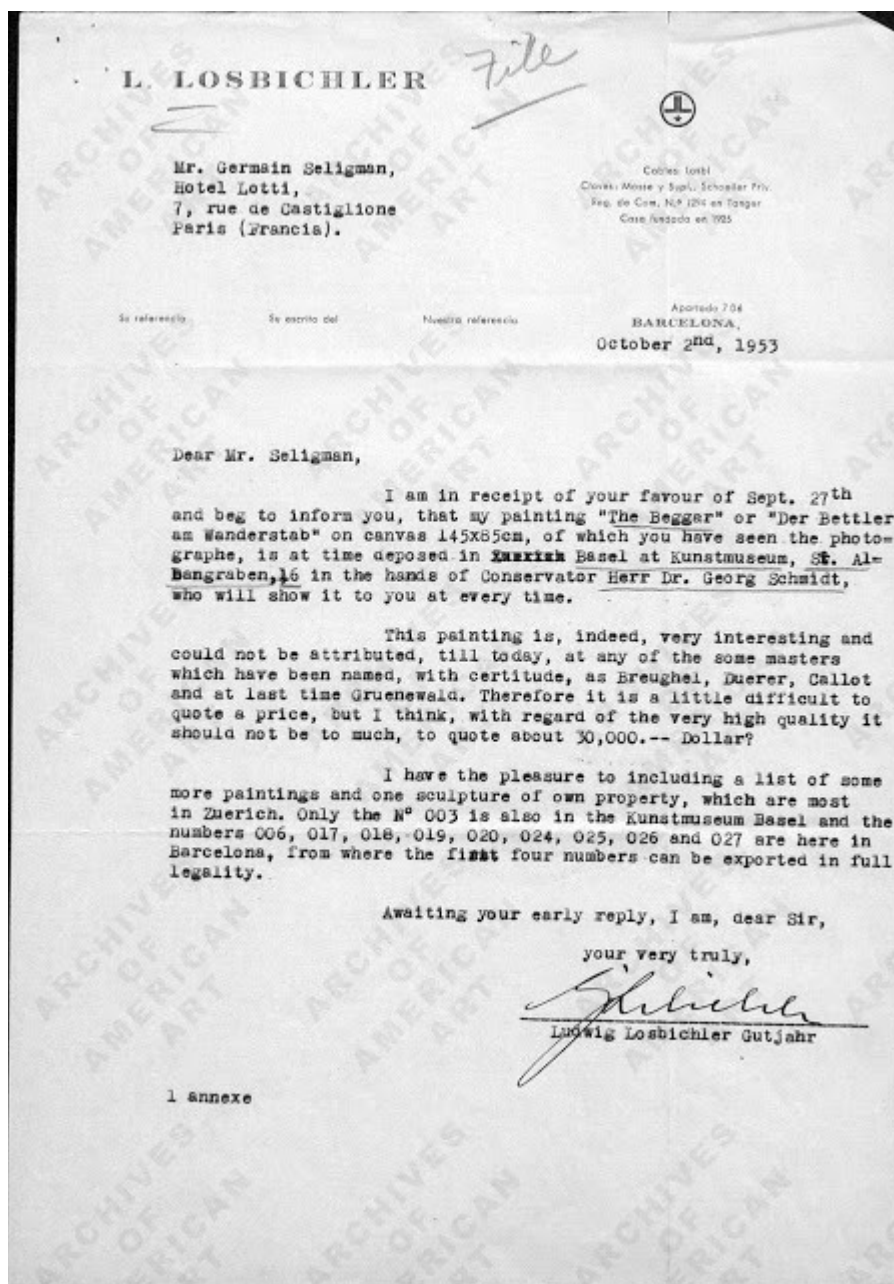 L. LOSBICHLER
File
Mr. Germain Seligman,
Hotel Lotti,
7, rue de Castiglione
Paris (Francia).
Cables: Losbi
Claves: Mosse y Supl., Schoeller Priv.
Reg. de Com. N.º 1214 en Tanger
Casa fundada en 1925
Su referencia Su escrito del Nuestra referencia
Apartado 706
BARCELONA,
October 2nd, 1953
Dear Mr. Seligman,
I am in receipt of your favour of Sept. 27th
and beg to inform you, that my painting "The Beggar" or "Der Bettler
am Wanderstab" on canvas 145x85cm, of which you have seen the photo-
graphe, is at time deposed in Basel at Kunstmuseum, St. Al=
bangraben,16 in the hands of Conservator Herr Dr. Georg Schmidt,
who will show it to you at every time.
This painting is, indeed, very interesting and
could not be attributed, till today, at any of the some masters
which have been named, with certitude, as Breughel, Duerer, Callot
and at last time Gruenewald. Therefore it is a little difficult to
quote a price, but I think, with regard of the very high quality it
should not be to much, to quote about 30,000.-- Dollar?
I have the pleasure to including a list of some
more paintings and one sculpture of own property, which are most
in Zuerich. Only the Nº 003 is also in the Kunstmuseum Basel and the
numbers 006, 017, 018, 019, 020, 024, 025, 026 and 027 are here in
Barcelona, from where the first four numbers can be exported in full
legality.
Awaiting your early reply, I am, dear Sir,
your very truly,
Ludwig Losbichler Gutjahr
1 annexe
ARCHIVES
OF
AMERICAN
ART